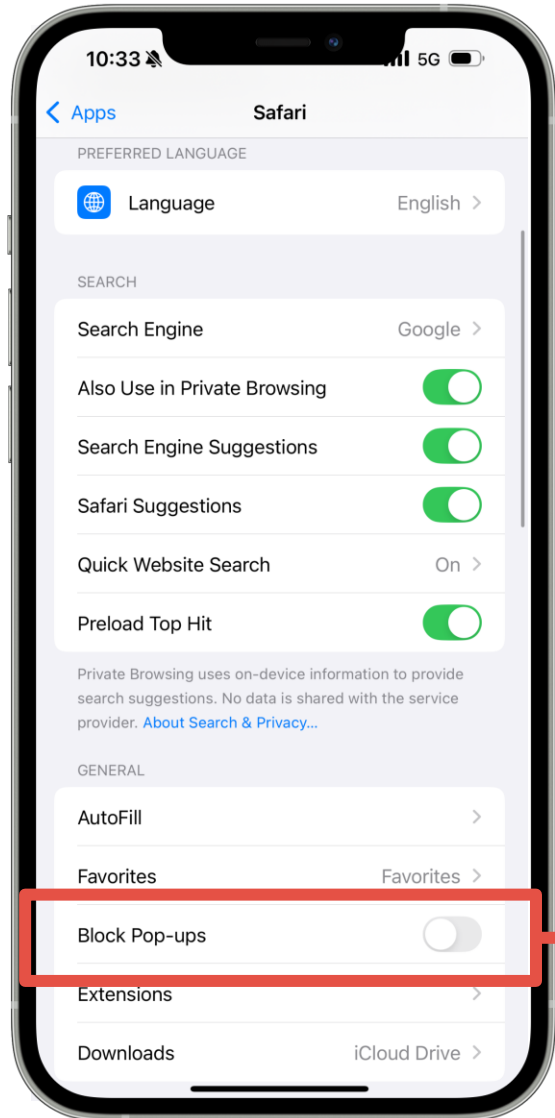 10:33 5G
Apps Safari
PREFERRED LANGUAGE
Language English
SEARCH
Search Engine Google
Also Use in Private Browsing
Search Engine Suggestions
Safari Suggestions
Quick Website Search On
Preload Top Hit
Private Browsing uses on-device information to provide
search suggestions. No data is shared with the service
provider. About Search & Privacy...
GENERAL
AutoFill
Favorites Favorites
Block Pop-ups
Extensions
Downloads iCloud Drive